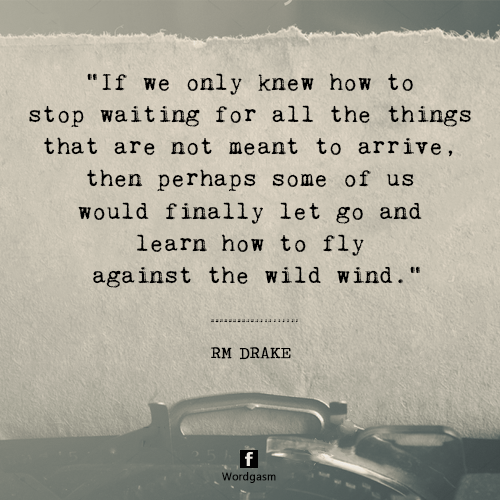 "If we only knew how to
stop waiting for all the things
that are not meant to arrive,
then perhaps some of us
would finally let go and
learn how to fly
against the wild wind."
RM DRAKE
f
Wordgasm